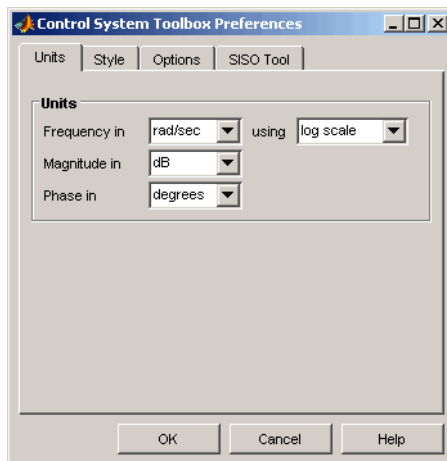 Control System Toolbox Preferences
Units Style Options SISO Tool
Units
Frequency in rad/sec using log scale
Magnitude in dB
Phase in degrees
OK Cancel Help